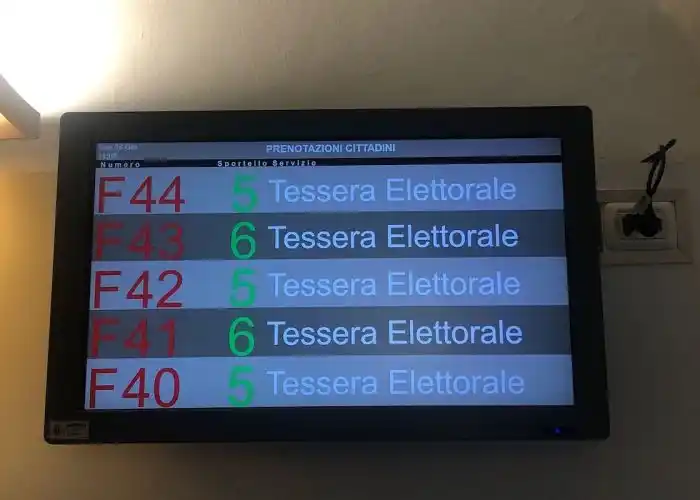 PRENOTAZIONI CITTADINI
Numero Sportello Servizio
F44 5 Tessera Elettorale
F43 6 Tessera Elettorale
F42 5 Tessera Elettorale
F41 6 Tessera Elettorale
F40 5 Tessera Elettorale